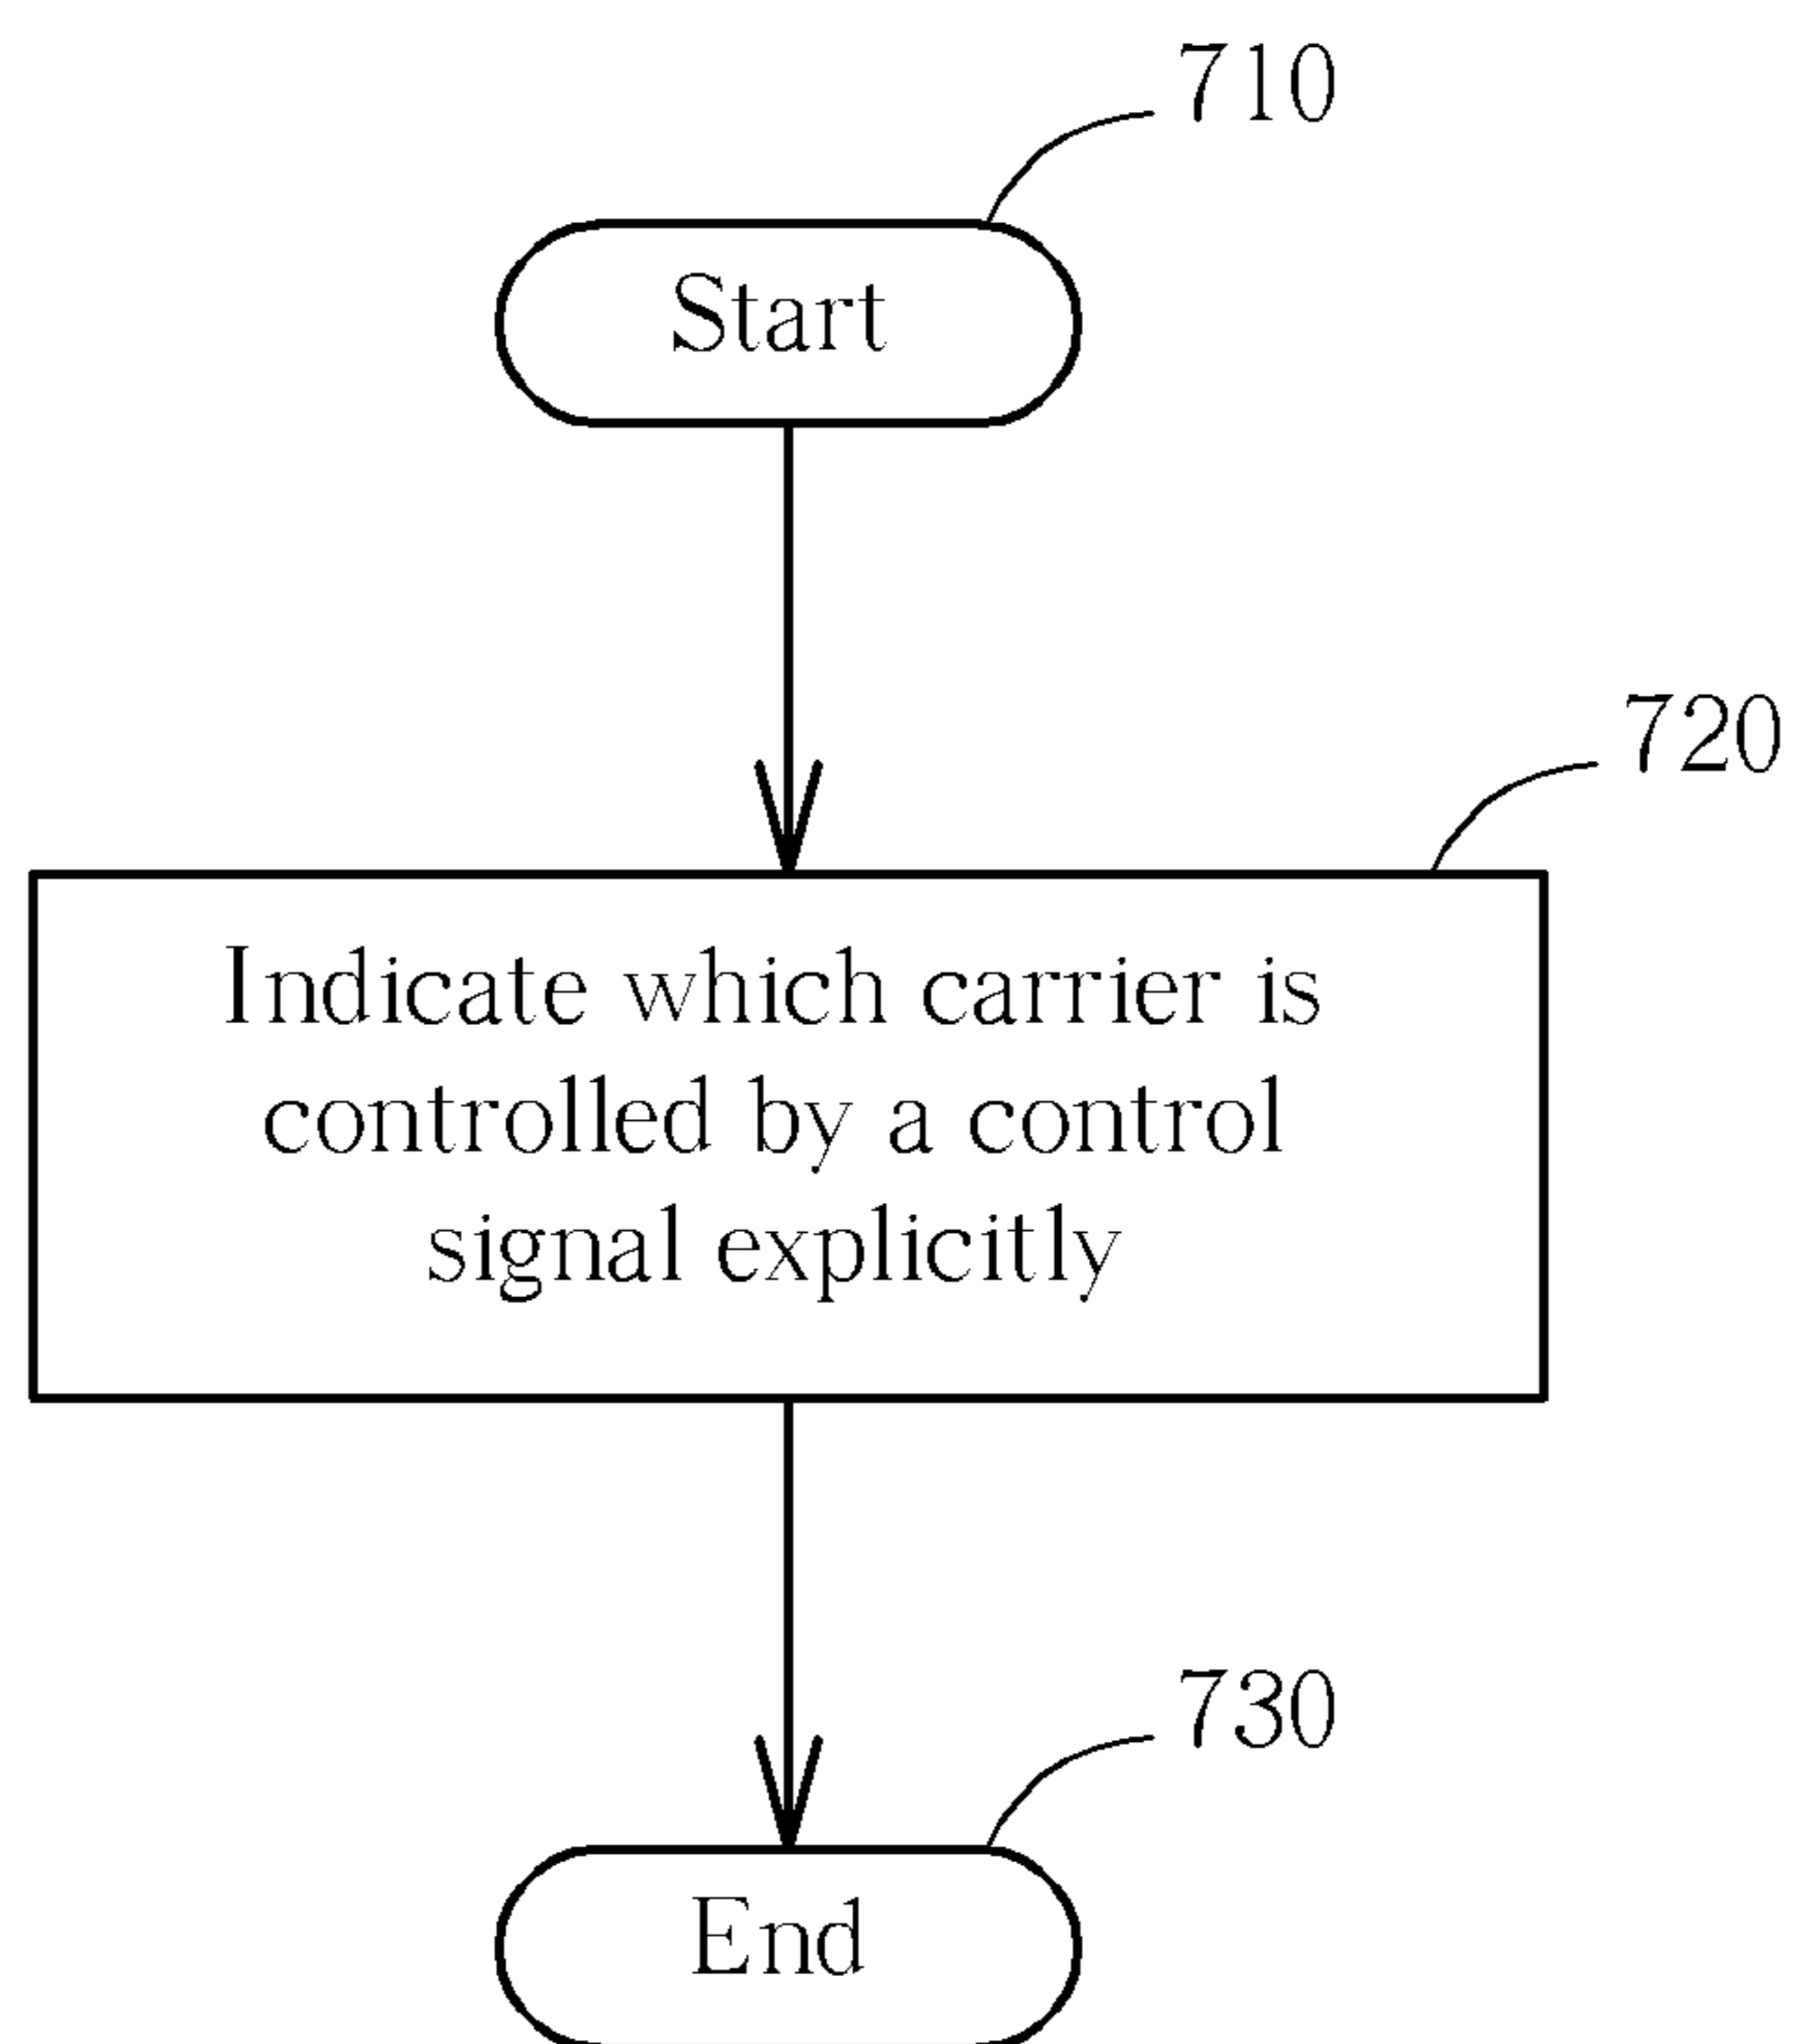 710
Start
720
Indicate which carrier is
controlled by a control
signal explicitly
730
End